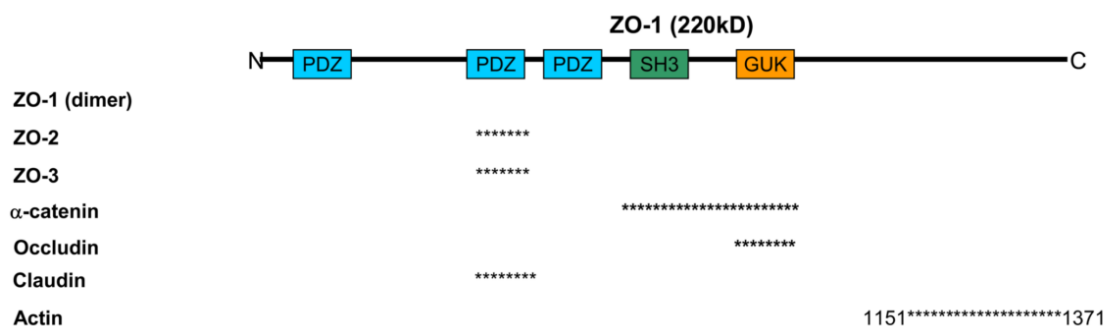 ZO-1 (220kD)
N PDZ PDZ PDZ SH3 GUK C
ZO-1 (dimer)
ZO-2 *******
ZO-3 *******
α-catenin ***********************
Occludin ********
Claudin ********
Actin 1151********************1371